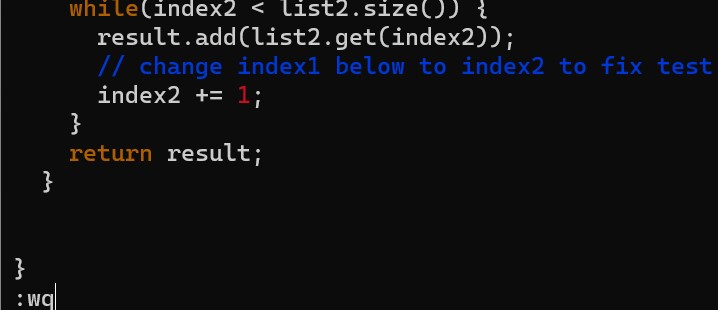 while(index2 < list2.size()) {
result.add(list2.get(index2));
// change index1 below to index2 to fix test
index2 += 1;
}
return result;
}
}
:wq